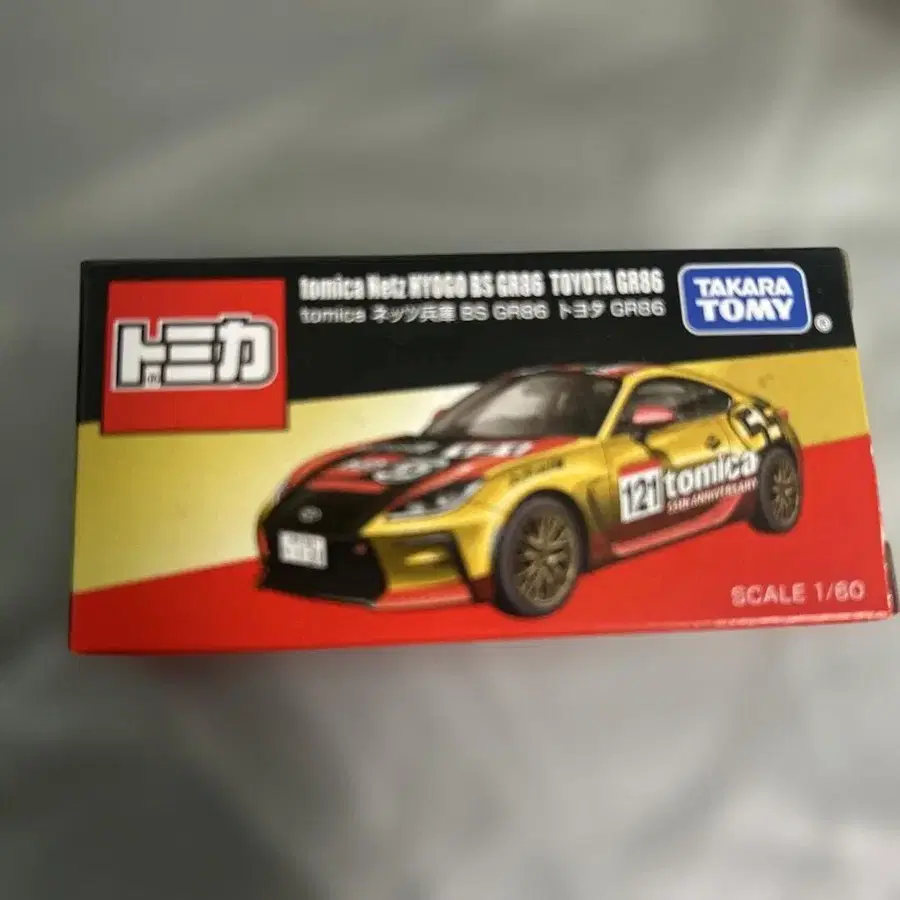 トミカ
tomica Netz HYOGO BS GR86 TOYOTA GR86
tomica ネッツ兵庫 BS GR86 トヨタ GR86
TAKARA
TOMY
®
121
tomica
55th ANNIVERSARY
SCALE 1/60